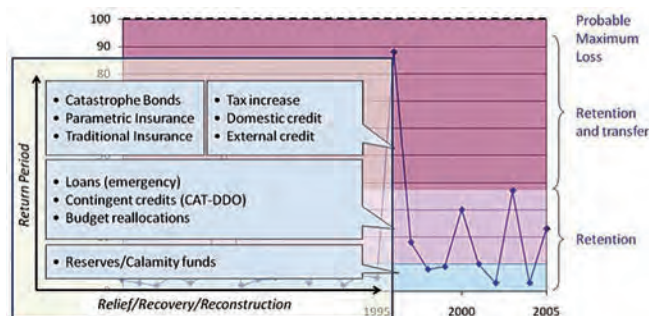 100
90
80
Probable
Maximum
Loss
• Catastrophe Bonds
• Parametric Insurance
• Traditional Insurance
• Tax increase
• Domestic credit
• External credit
Retention
and transfer
• Loans (emergency)
• Contingent credits (CAT-DDO)
• Budget reallocations
Retention
• Reserves/Calamity funds
Return Period
Relief/Recovery/Reconstruction
1995
2000
2005